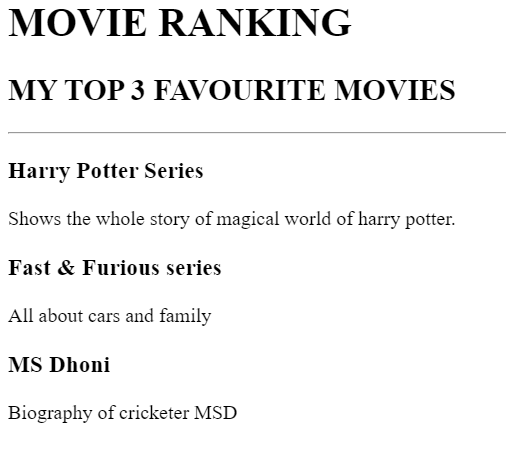 MOVIE RANKING
MY TOP 3 FAVOURITE MOVIES
Harry Potter Series
Shows the whole story of magical world of harry potter.
Fast & Furious series
All about cars and family
MS Dhoni
Biography of cricketer MSD